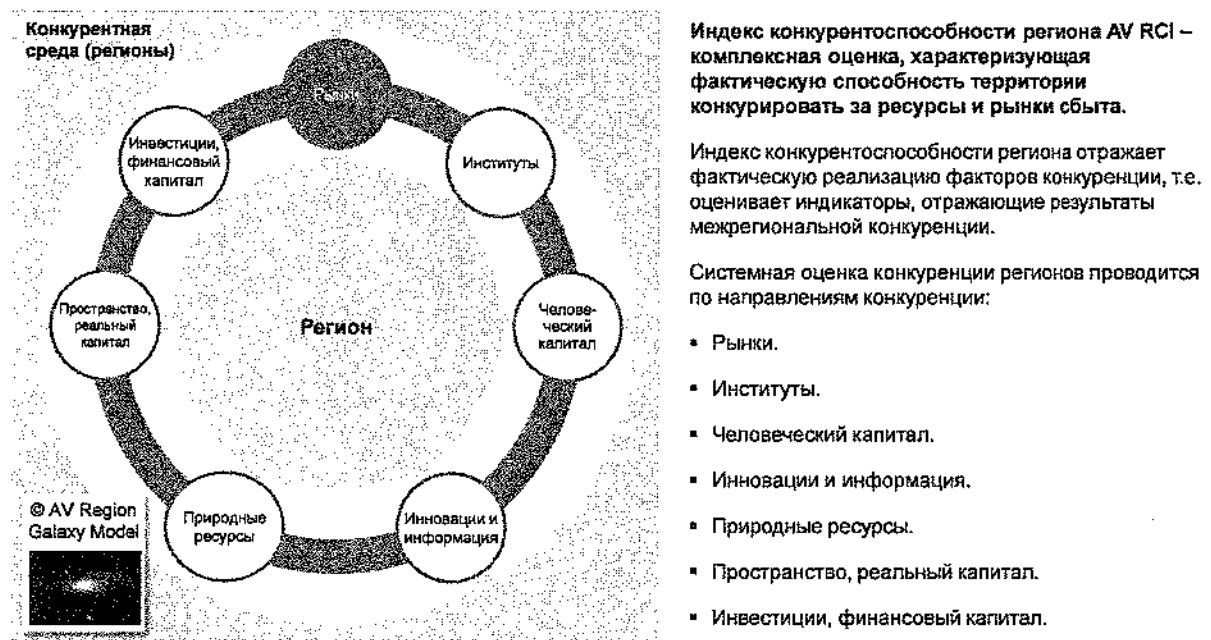 Конкурентная
среда (регионы)
Рынки
Инвестиции,
финансовый
капитал
Институты
Пространство,
реальный
капитал
Регион
Челове-
ческий
капитал
Природные
ресурсы
Инновации и
информация
© AV Region
Galaxy Model
Индекс конкурентоспособности региона AV RCI –
комплексная оценка, характеризующая
фактическую способность территории
конкурировать за ресурсы и рынки сбыта.
Индекс конкурентоспособности региона отражает
фактическую реализацию факторов конкуренции, т.е.
оценивает индикаторы, отражающие результаты
межрегиональной конкуренции.
Системная оценка конкуренции регионов проводится
по направлениям конкуренции:
▪ Рынки.
▪ Институты.
▪ Человеческий капитал.
▪ Инновации и информация.
▪ Природные ресурсы.
▪ Пространство, реальный капитал.
▪ Инвестиции, финансовый капитал.